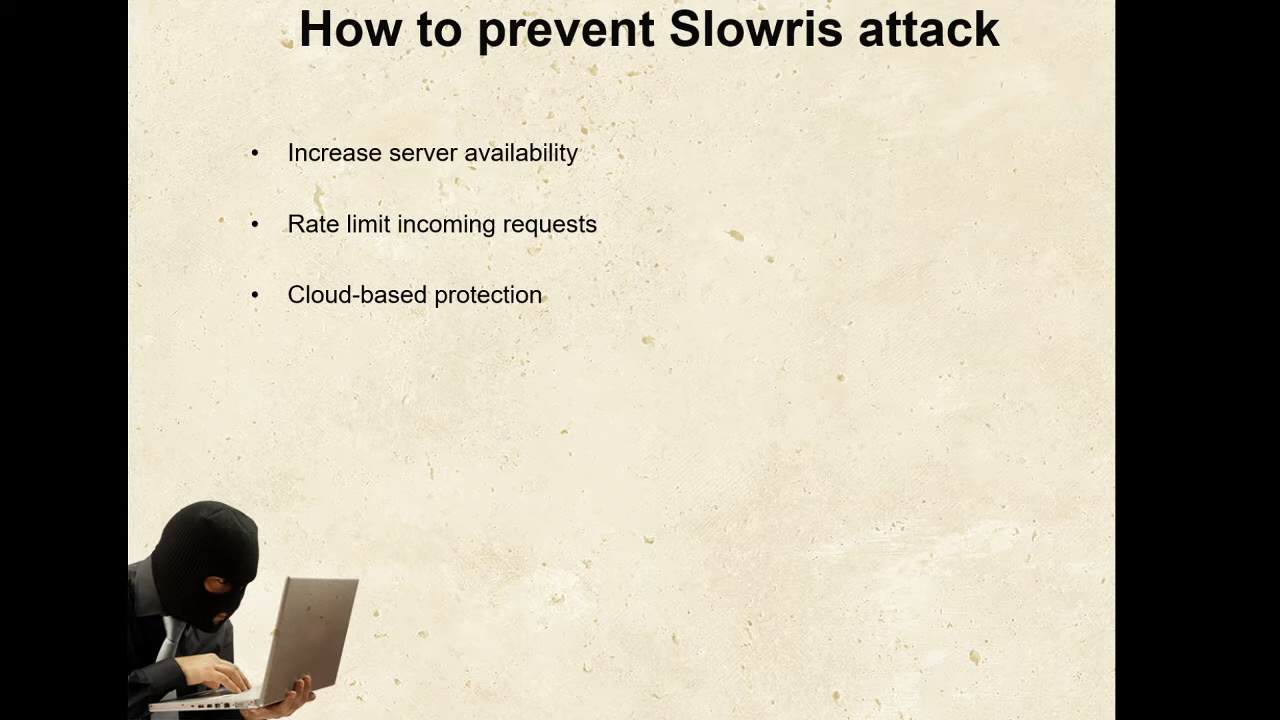 How to prevent Slowris attack
• Increase server availability
• Rate limit incoming requests
• Cloud-based protection